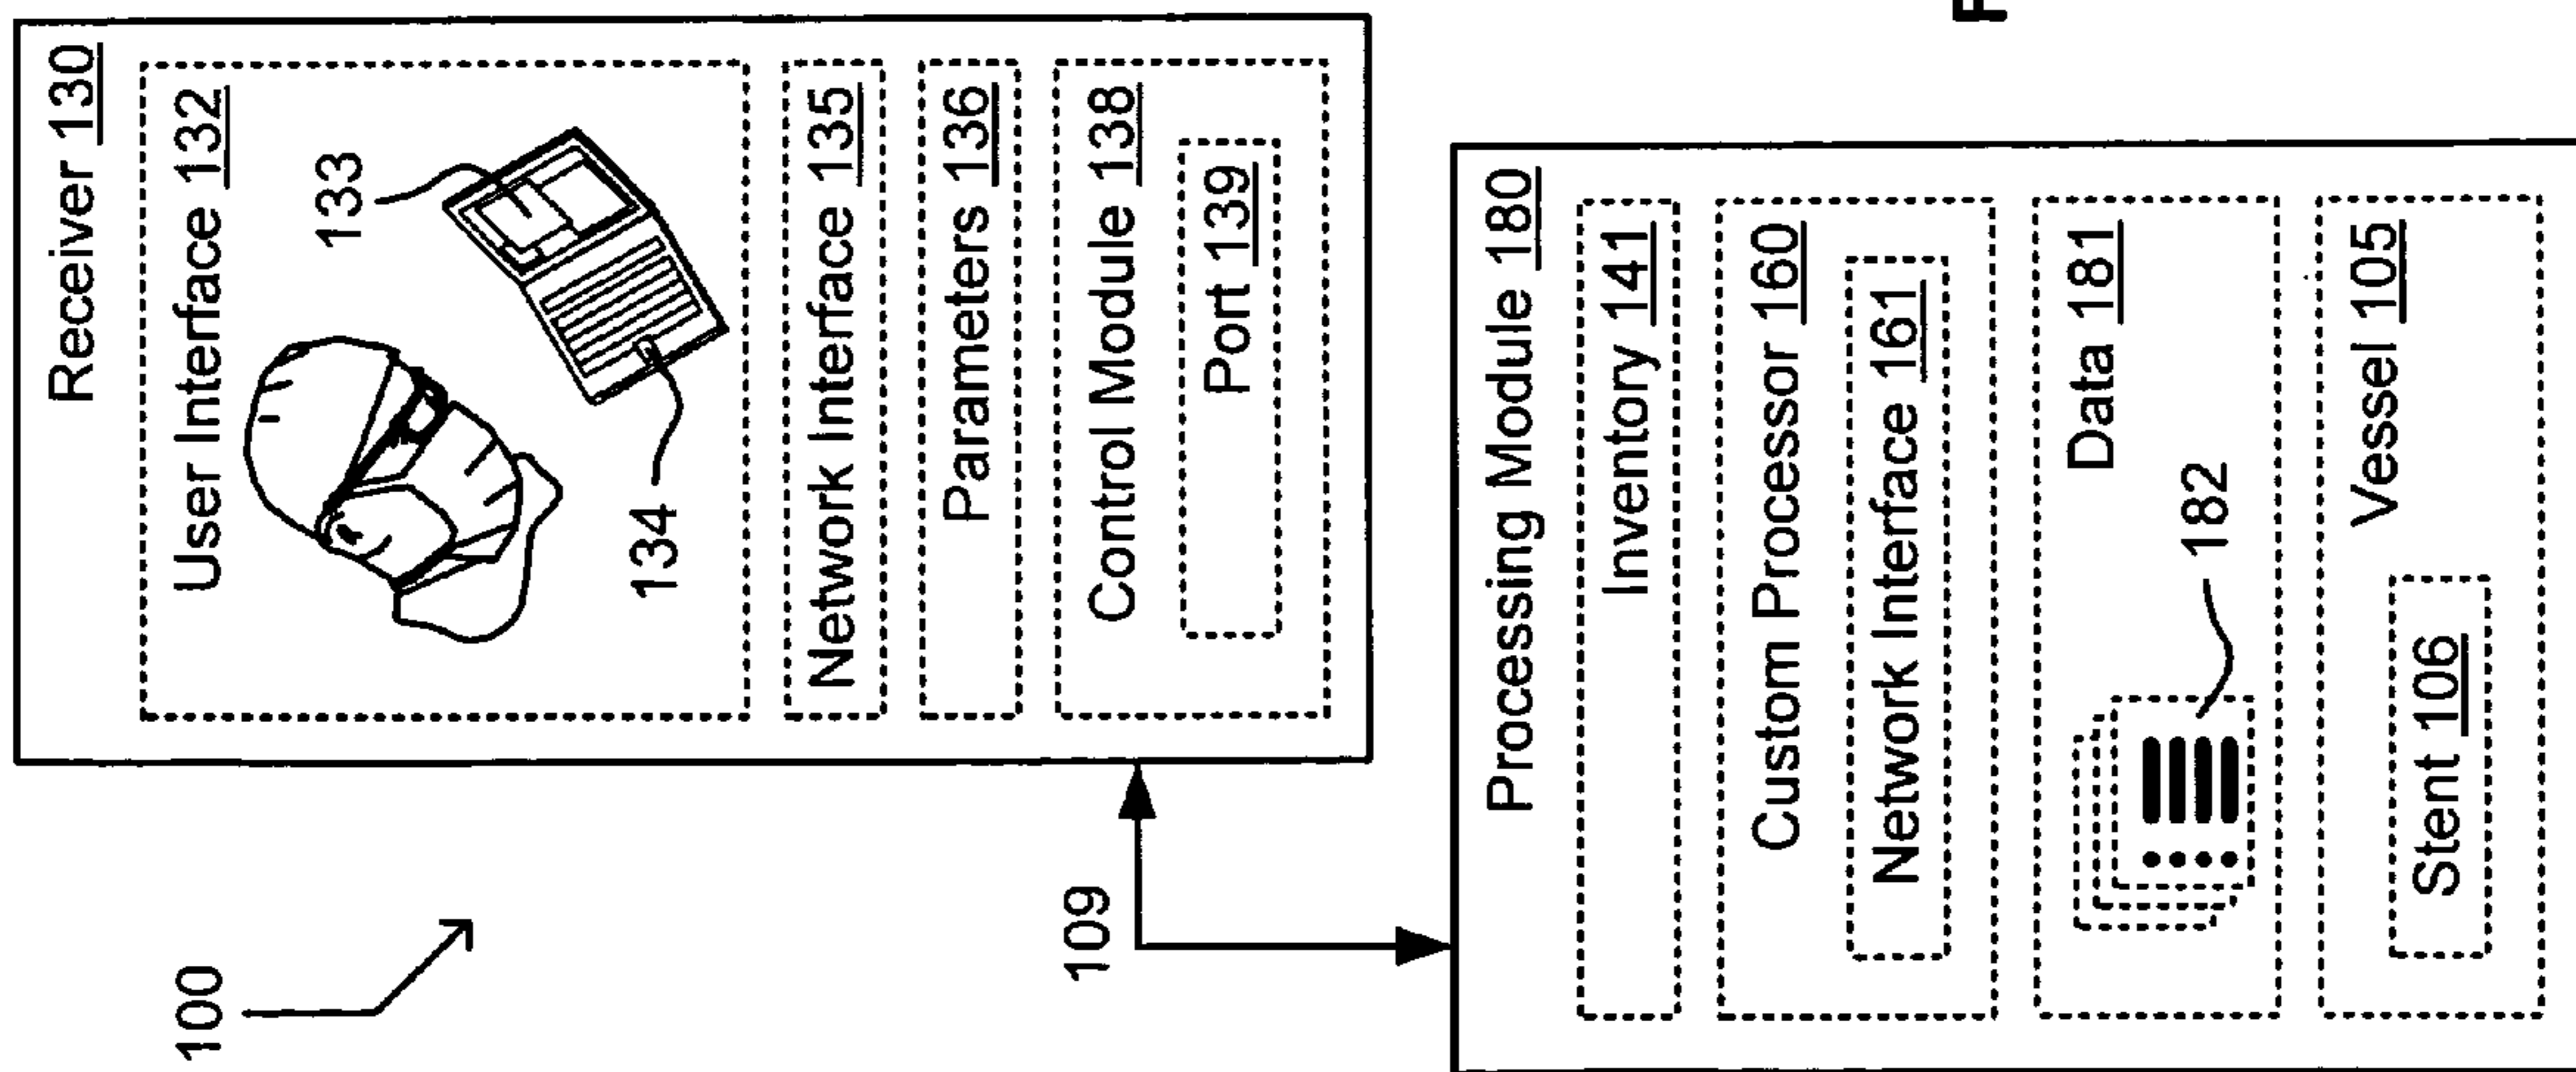 100
Receiver 130
User Interface 132
133
134
Network Interface 135
Parameters 136
Control Module 138
Port 139
109
Processing Module 180
Inventory 141
Custom Processor 160
Network Interface 161
Data 181
182
Vessel 105
Stent 106